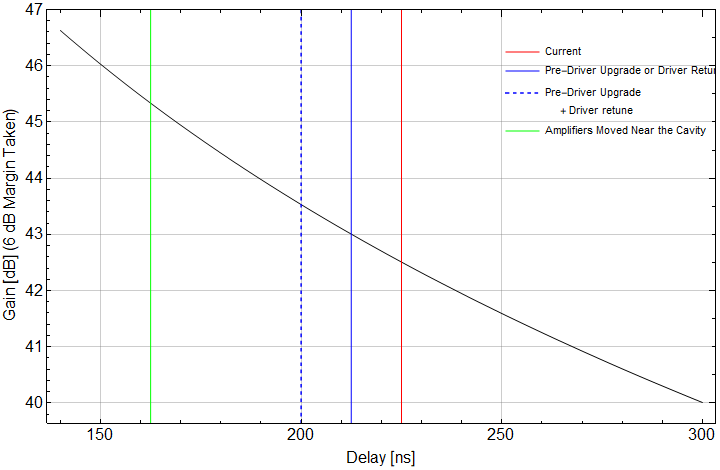 47
46
45
44
43
42
41
40
Gain [dB] (6 dB Margin Taken)
Current
Pre-Driver Upgrade or Driver Retur
Pre-Driver Upgrade
+ Driver retune
Amplifiers Moved Near the Cavity
150
200
250
300
Delay [ns]